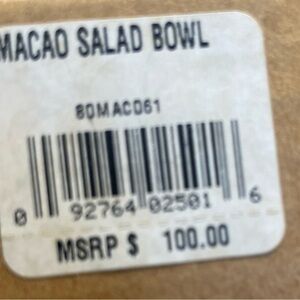 MACAO SALAD BOWL
80MAC061
0 92764 02501 6
MSRP $ 100.00